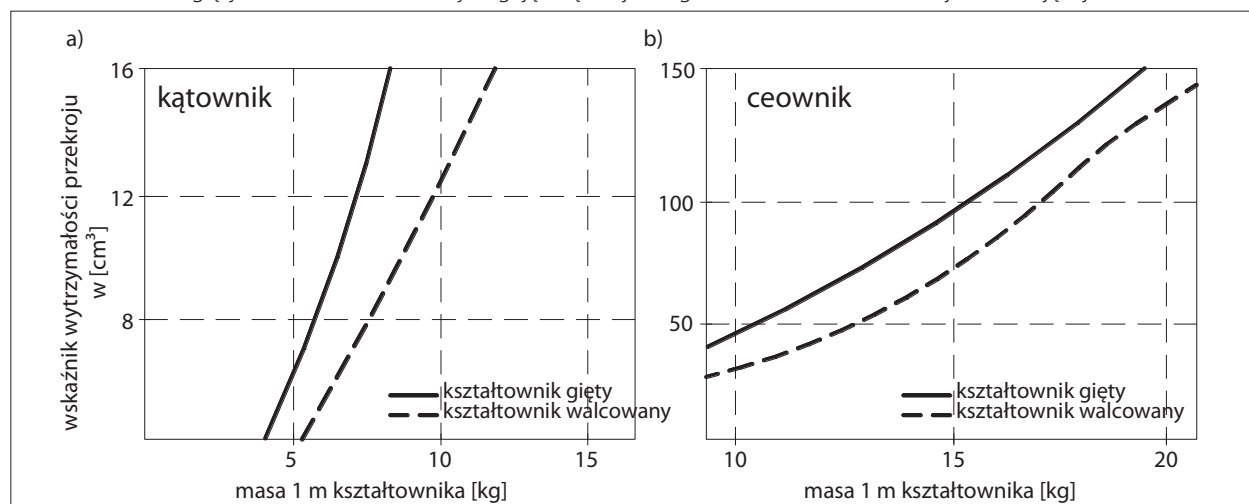 a)
16
12
8
wskaźnik wytrzymałości przekroju
w [cm³]
kątownik
kształtownik gięty
kształtownik walcowany
5
10
15
masa 1 m kształtownika [kg]
b)
150
100
50
ceownik
kształtownik gięty
kształtownik walcowany
10
15
20
masa 1 m kształtownika [kg]